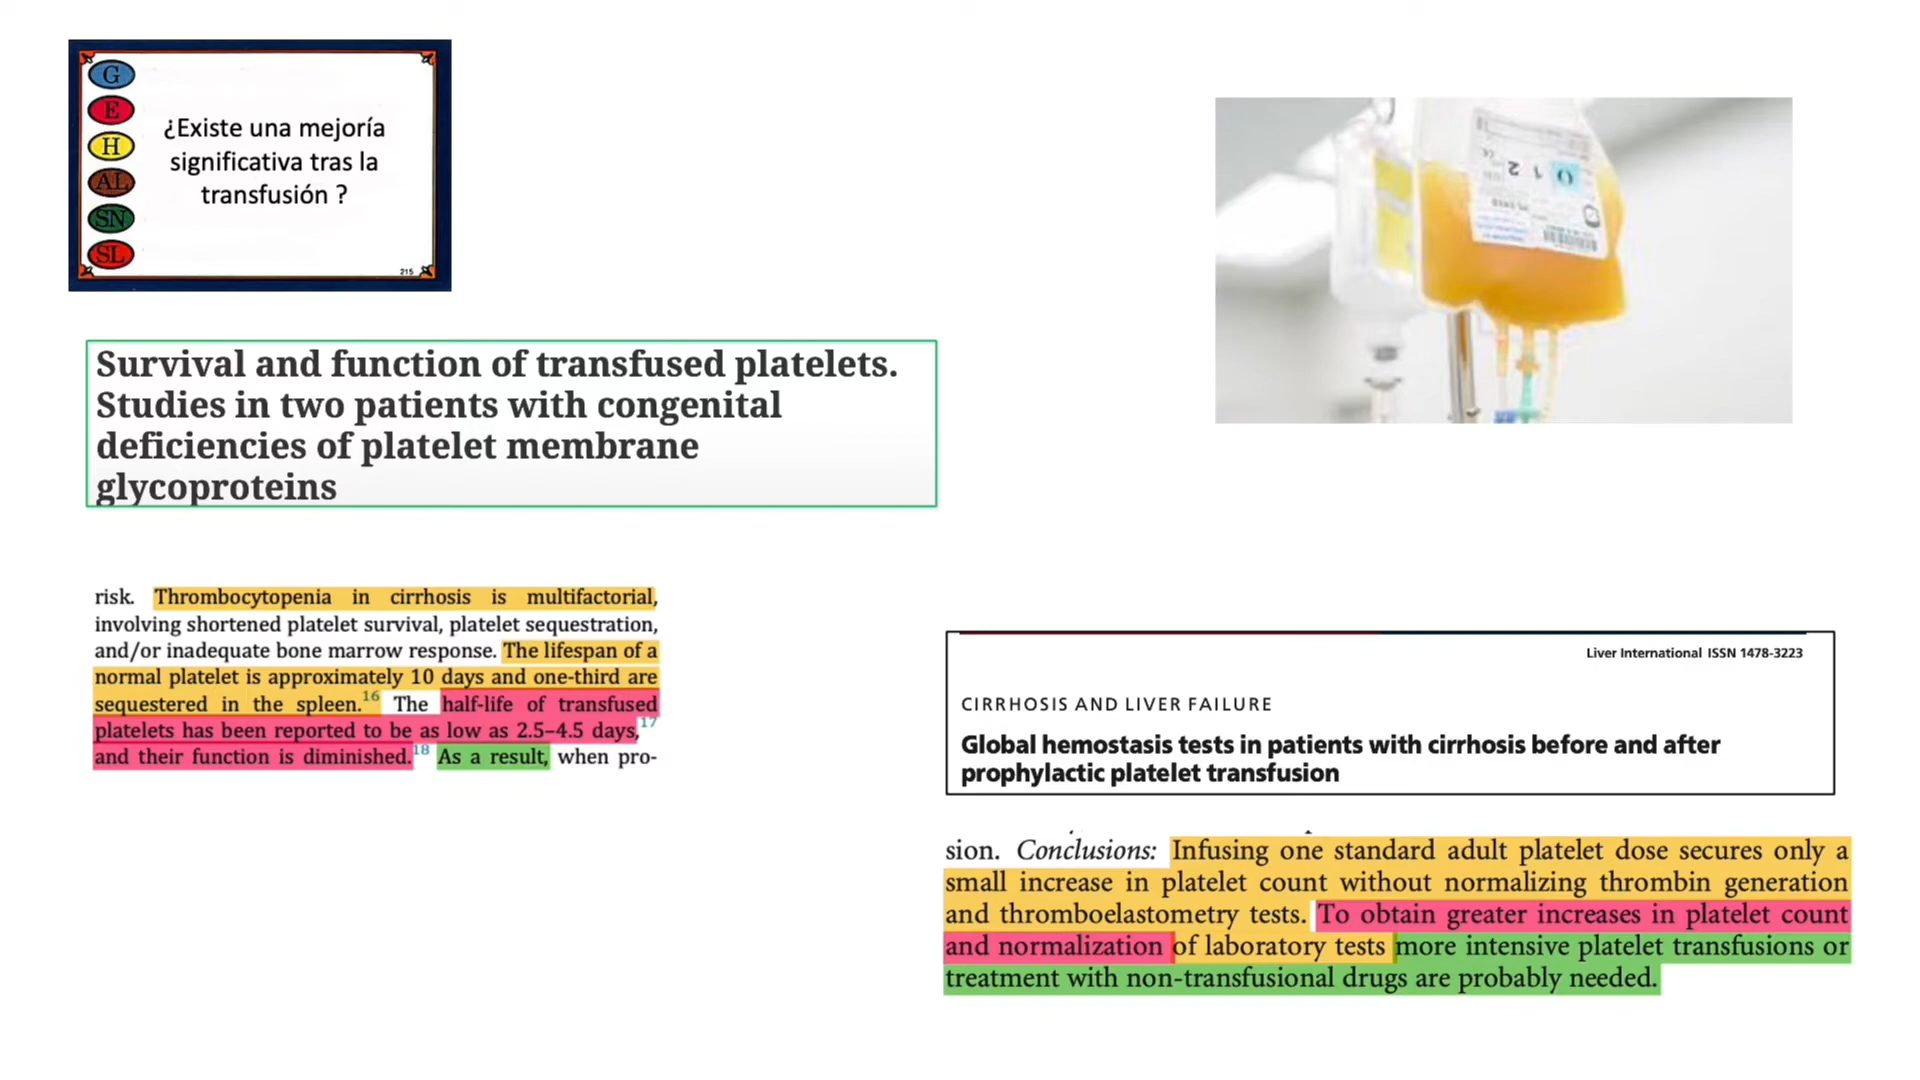 G
E
H
AL
SN
SL
¿Existe una mejoría
significativa tras la
transfusión ?
215
Survival and function of transfused platelets.
Studies in two patients with congenital
deficiencies of platelet membrane
glycoproteins
risk. Thrombocytopenia in cirrhosis is multifactorial,
involving shortened platelet survival, platelet sequestration,
and/or inadequate bone marrow response. The lifespan of a
normal platelet is approximately 10 days and one-third are
sequestered in the spleen.16 The half-life of transfused
platelets has been reported to be as low as 2.5–4.5 days,17
and their function is diminished.18 As a result, when pro-
O
1 2
Liver International ISSN 1478-3223
CIRRHOSIS AND LIVER FAILURE
Global hemostasis tests in patients with cirrhosis before and after
prophylactic platelet transfusion
sion. Conclusions: Infusing one standard adult platelet dose secures only a
small increase in platelet count without normalizing thrombin generation
and thromboelastometry tests. To obtain greater increases in platelet count
and normalization of laboratory tests more intensive platelet transfusions or
treatment with non-transfusional drugs are probably needed.